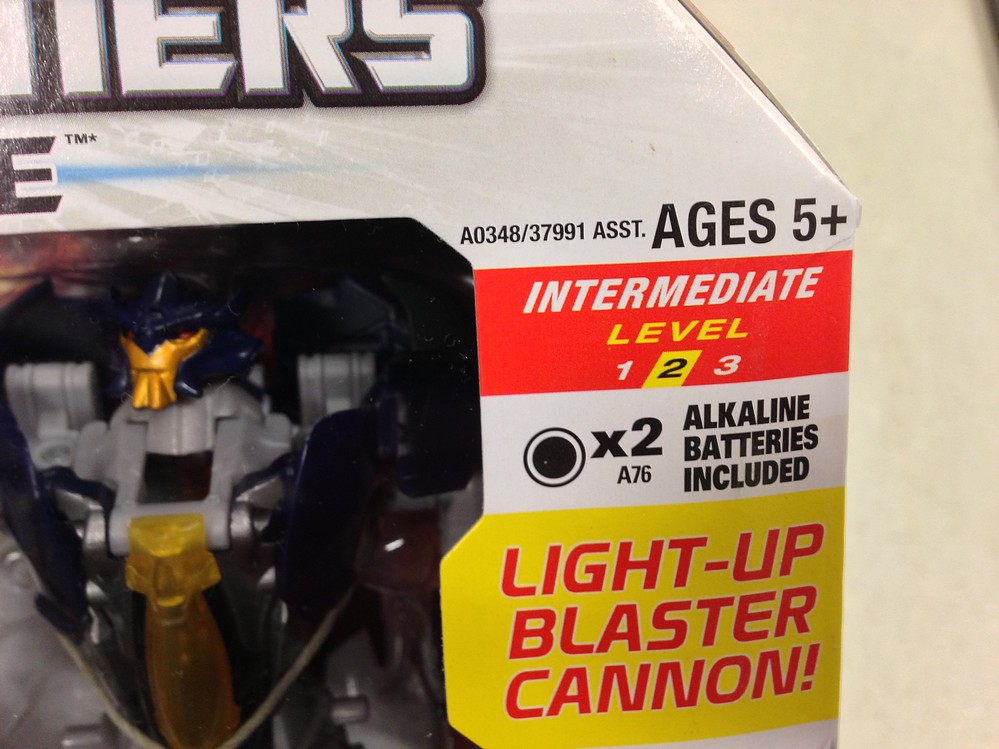 E™*
A0348/37991 ASST. AGES 5+
INTERMEDIATE
LEVEL
1 2 3
x2
A76
ALKALINE
BATTERIES
INCLUDED
LIGHT-UP
BLASTER
CANNON!